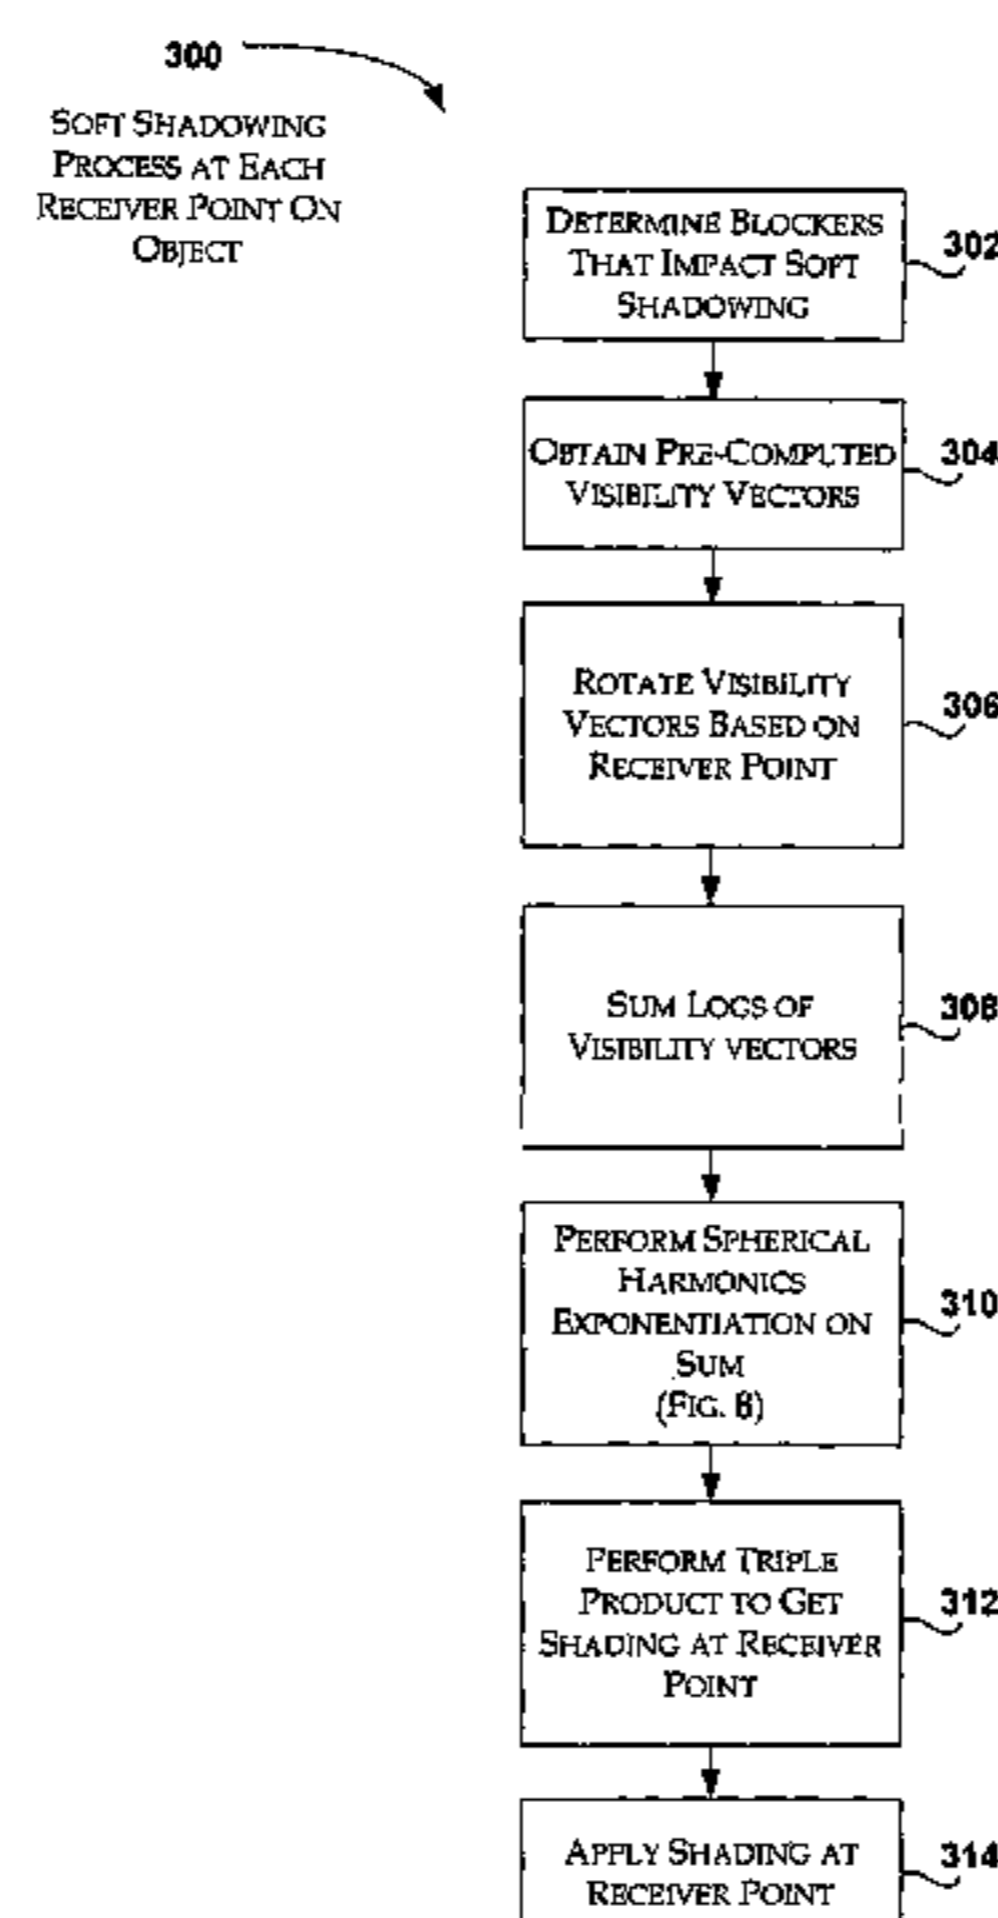 300
SOFT SHADOWING
PROCESS AT EACH
RECEIVER POINT ON
OBJECT
DETERMINE BLOCKERS
THAT IMPACT SOFT
SHADOWING
302
OBTAIN PRE-COMPUTED
VISIBILITY VECTORS
304
ROTATE VISIBILITY
VECTORS BASED ON
RECEIVER POINT
306
SUM LOGS OF
VISIBILITY VECTORS
308
PERFORM SPHERICAL
HARMONICS
EXPONENTIATION ON
SUM
(FIG. 8)
310
PERFORM TRIPLE
PRODUCT TO GET
SHADING AT RECEIVER
POINT
312
APPLY SHADING AT
RECEIVER POINT
314